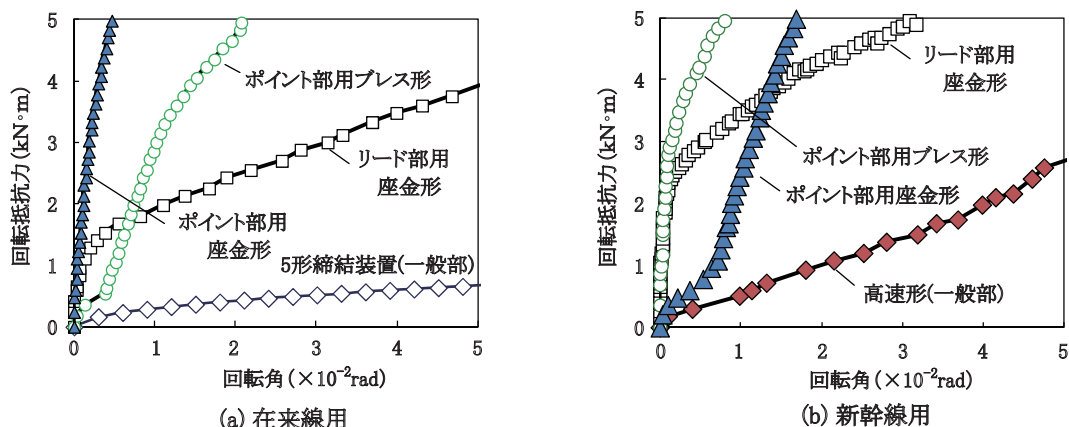 5
4
3
2
1
0
回転抵抗力(kN･m)
ポイント部用ブレス形
リード部用
座金形
ポイント部用
座金形
5形締結装置(一般部)
0 1 2 3 4 5
回転角(×10⁻²rad)
(a) 在来線用
5
4
3
2
1
0
回転抵抗力(kN･m)
リード部用
座金形
ポイント部用ブレス形
ポイント部用座金形
高速形(一般部)
0 1 2 3 4 5
回転角(×10⁻²rad)
(b) 新幹線用